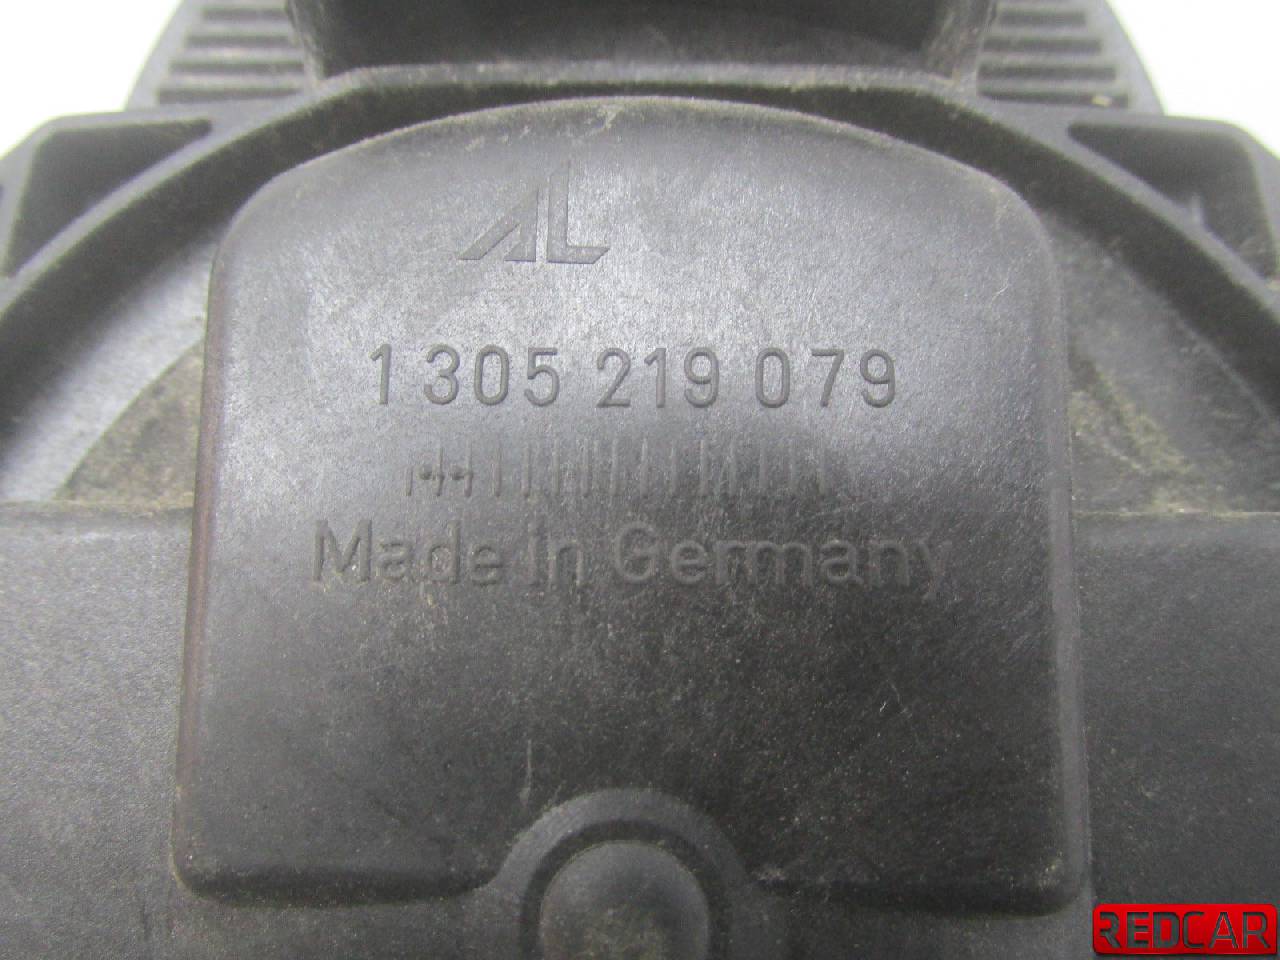 AL
1 305 219 079
Made in Germany
REDCAR